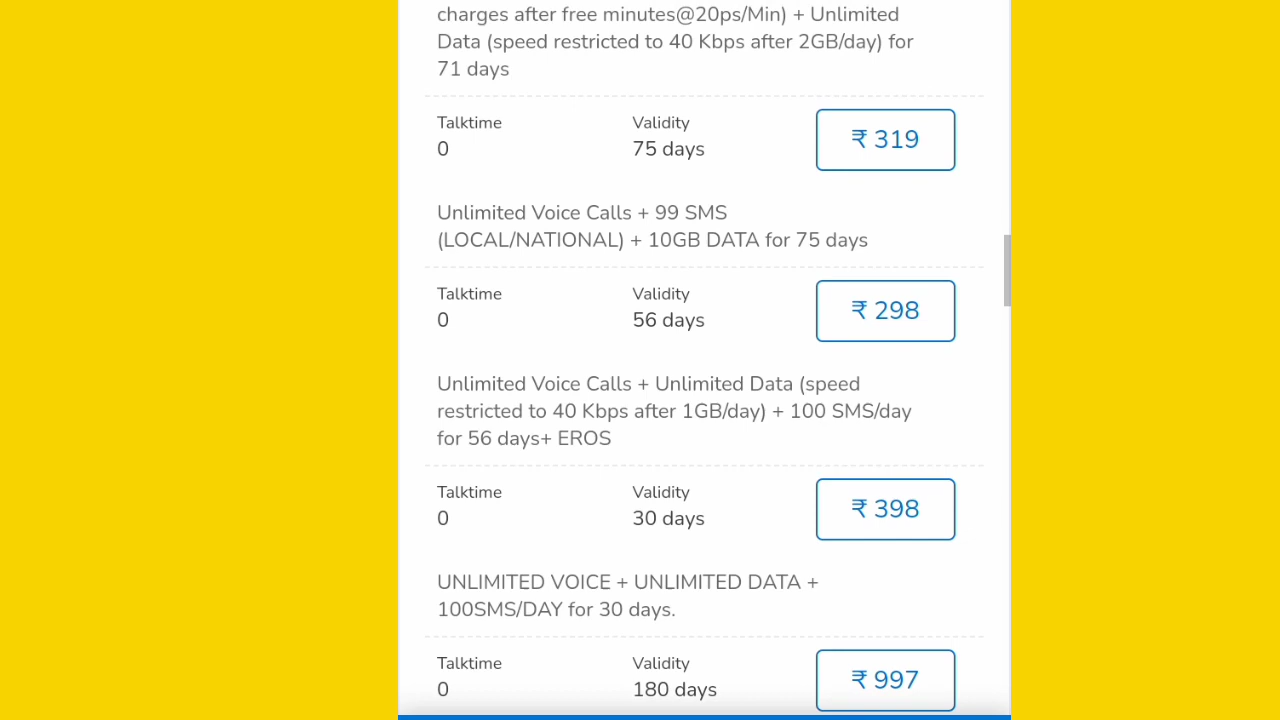 charges after free minutes@20ps/Min) + Unlimited
Data (speed restricted to 40 Kbps after 2GB/day) for
71 days
Talktime Validity ₹ 319
0 75 days
Unlimited Voice Calls + 99 SMS
(LOCAL/NATIONAL) + 10GB DATA for 75 days
Talktime Validity ₹ 298
0 56 days
Unlimited Voice Calls + Unlimited Data (speed
restricted to 40 Kbps after 1GB/day) + 100 SMS/day
for 56 days+ EROS
Talktime Validity ₹ 398
0 30 days
UNLIMITED VOICE + UNLIMITED DATA +
100SMS/DAY for 30 days.
Talktime Validity ₹ 997
0 180 days